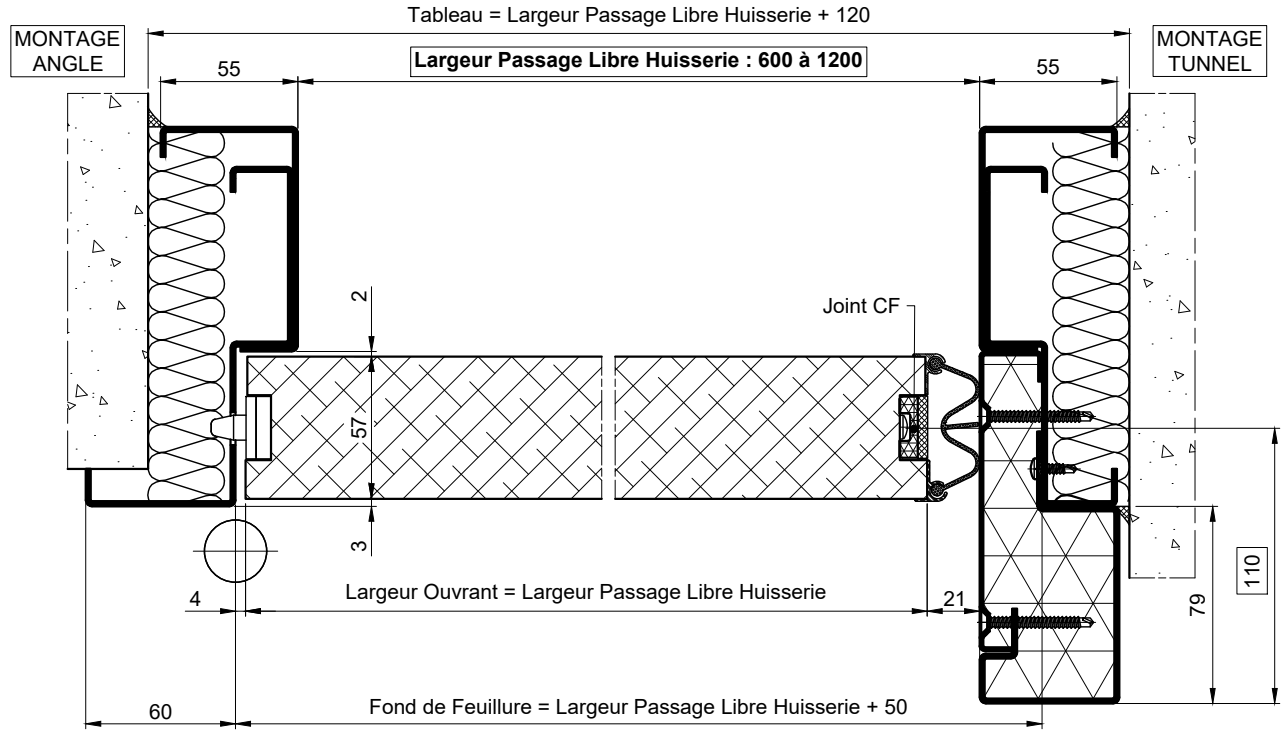 Tableau = Largeur Passage Libre Huisserie + 120
MONTAGE
ANGLE
MONTAGE
TUNNEL
55
Largeur Passage Libre Huisserie : 600 à 1200
55
2
Joint CF
57
3
110
79
4
Largeur Ouvrant = Largeur Passage Libre Huisserie
21
60
Fond de Feuillure = Largeur Passage Libre Huisserie + 50